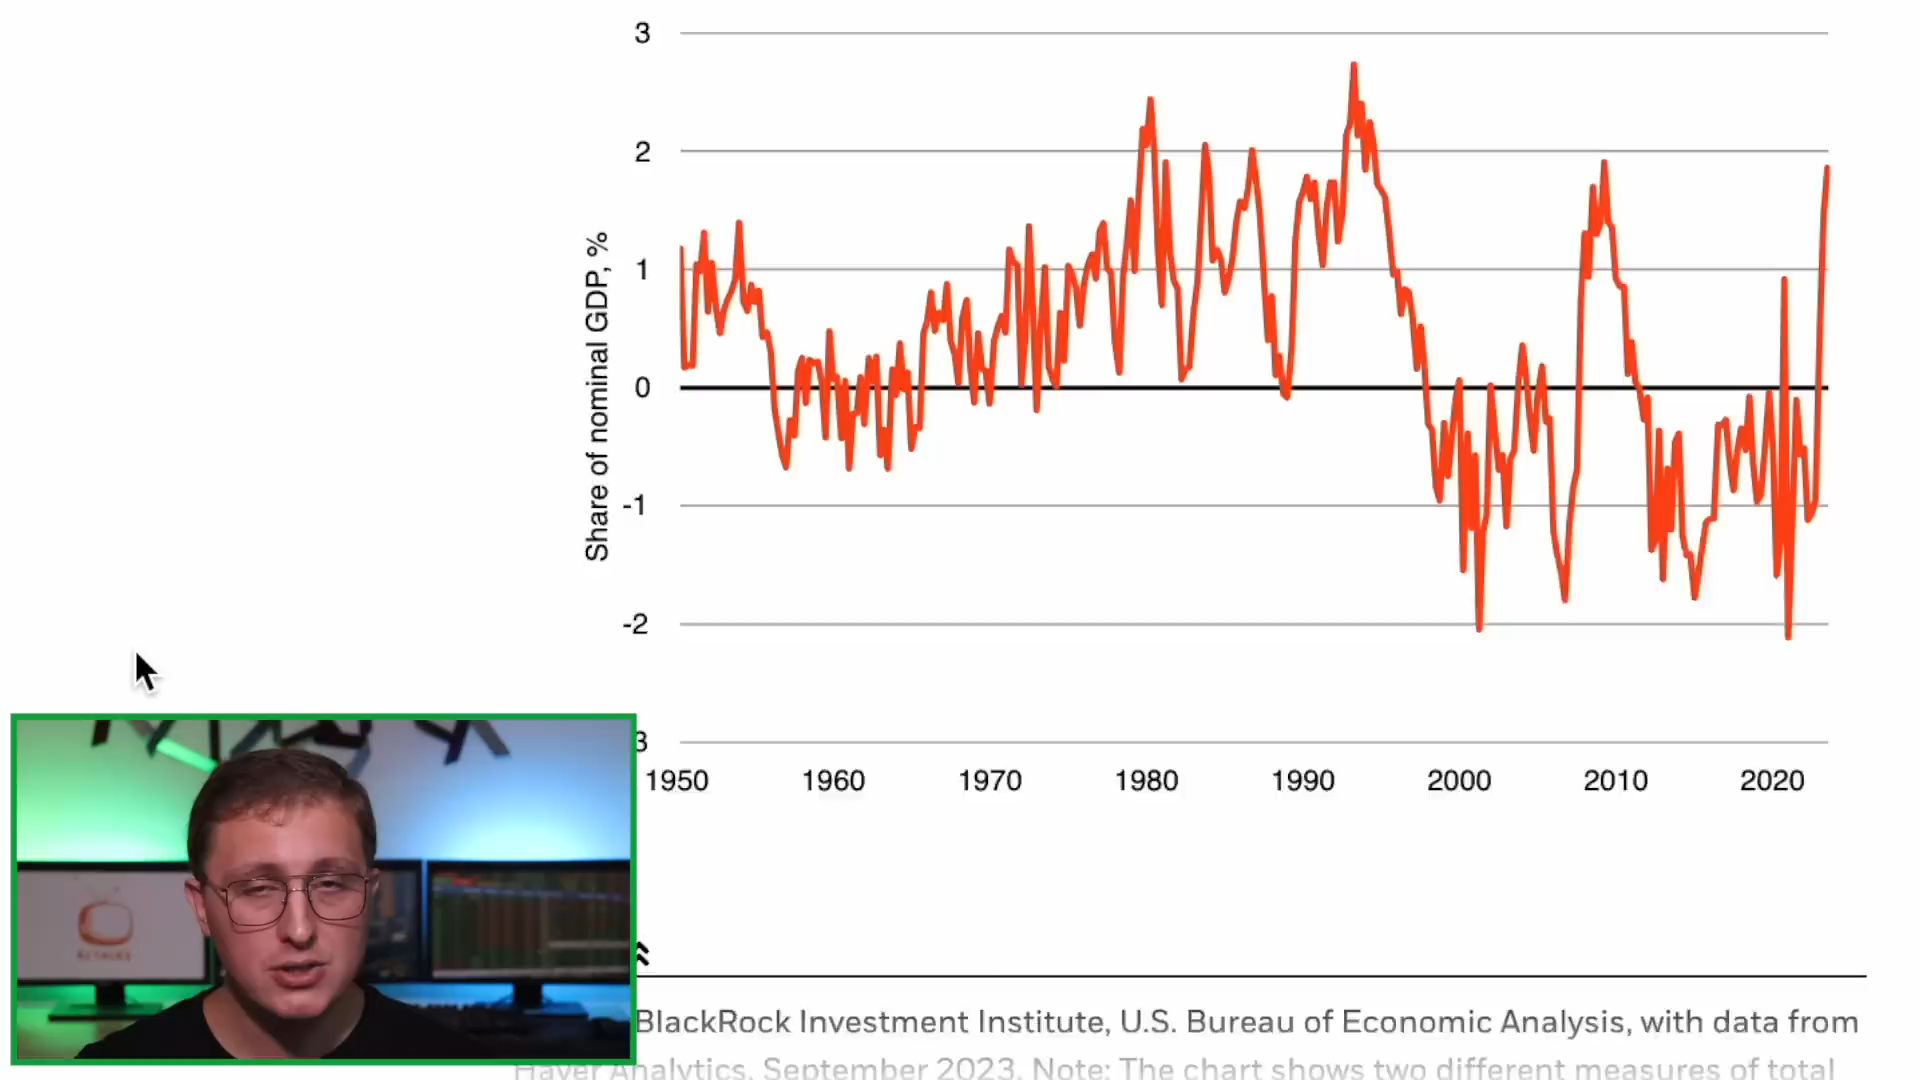 3
2
1
0
-1
-2
3
Share of nominal GDP, %
1950 1960 1970 1980 1990 2000 2010 2020
BlackRock Investment Institute, U.S. Bureau of Economic Analysis, with data from
Haver Analytics, September 2023. Note: The chart shows two different measures of total